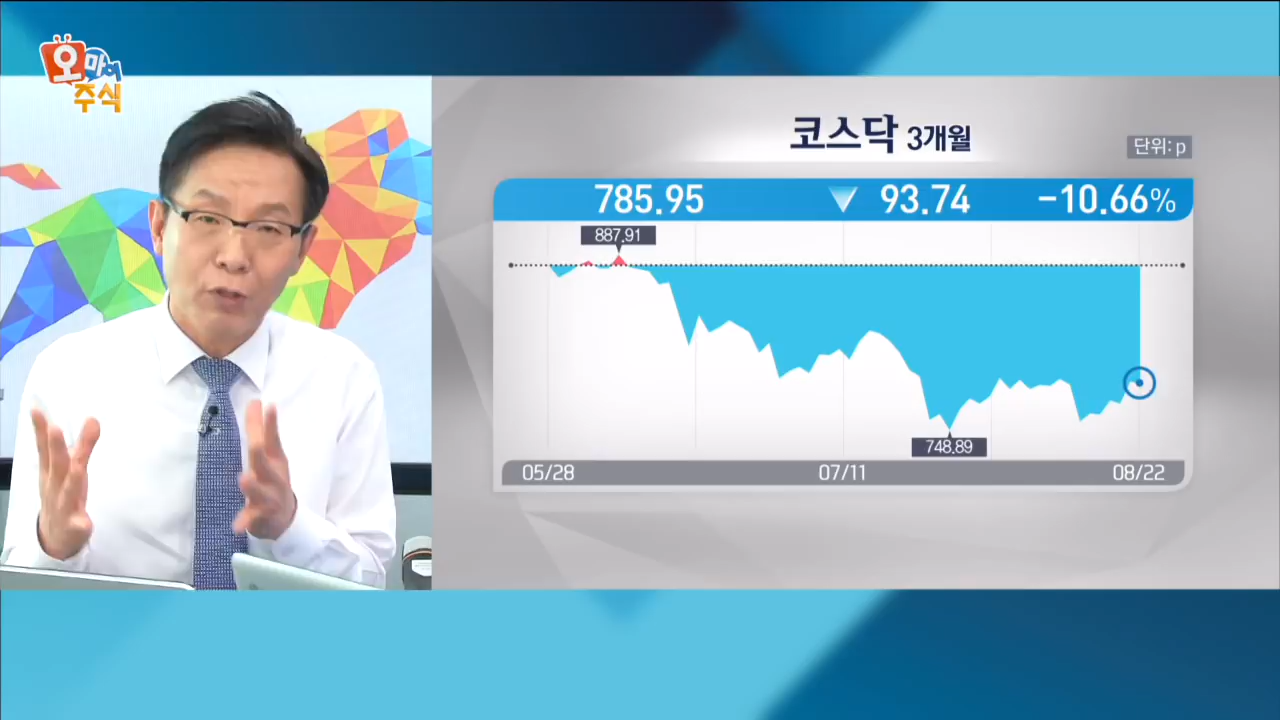 오마이
주식
코스닥 3개월
단위: p
785.95 ▼ 93.74 -10.66%
887.91
748.89
05/28 07/11 08/22